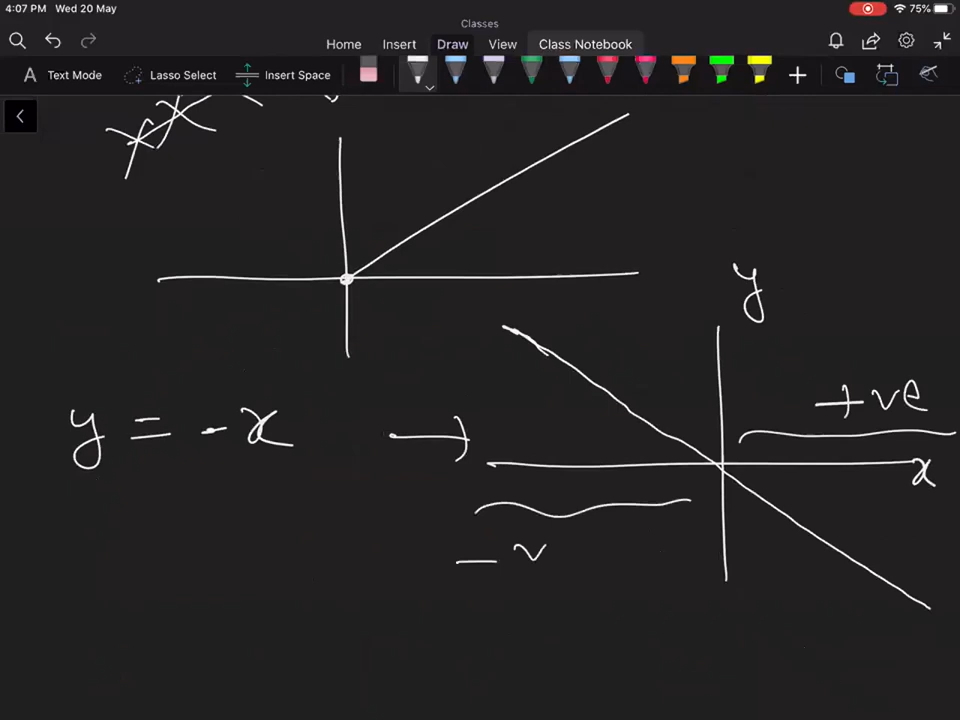 4:07 PM Wed 20 May
75%
Classes
Home Insert Draw View Class Notebook
A Text Mode Lasso Select Insert Space
y
+ve
y = -x
x
- v